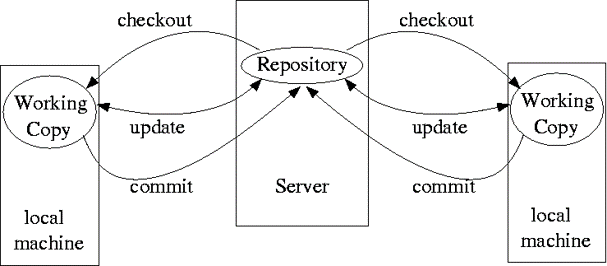 checkout
checkout
Repository
Working
Copy
Working
Copy
update
update
commit
Server
commit
local
machine
local
machine